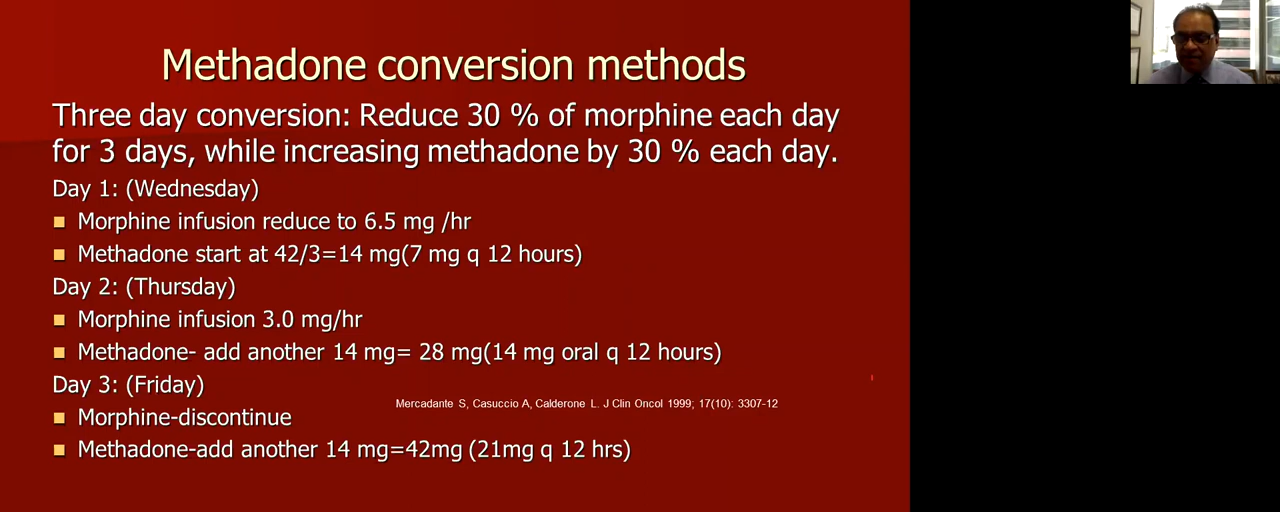 Methadone conversion methods
Three day conversion: Reduce 30 % of morphine each day
for 3 days, while increasing methadone by 30 % each day.
Day 1: (Wednesday)
Morphine infusion reduce to 6.5 mg /hr
Methadone start at 42/3=14 mg(7 mg q 12 hours)
Day 2: (Thursday)
Morphine infusion 3.0 mg/hr
Methadone- add another 14 mg= 28 mg(14 mg oral q 12 hours)
Day 3: (Friday)
Mercadante S, Casuccio A, Calderone L. J Clin Oncol 1999; 17(10): 3307-12
Morphine-discontinue
Methadone-add another 14 mg=42mg (21mg q 12 hrs)